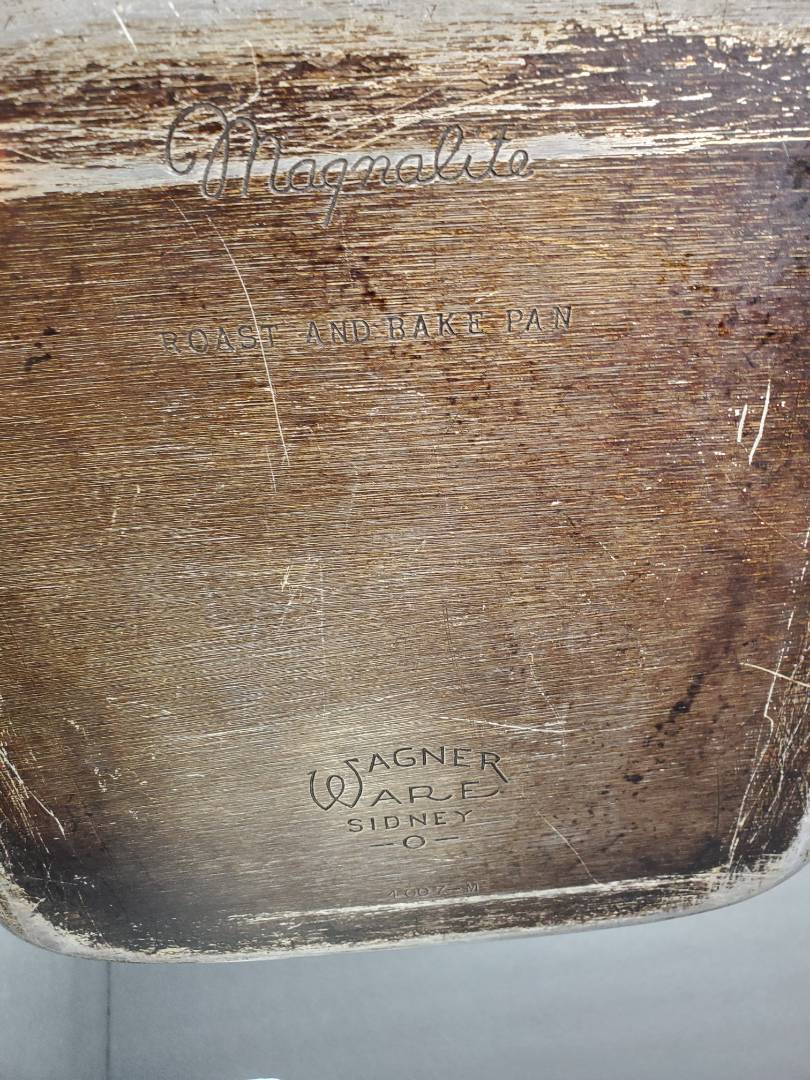 Magnalite
ROAST AND BAKE PAN
WAGNER
WARE
SIDNEY
-O-